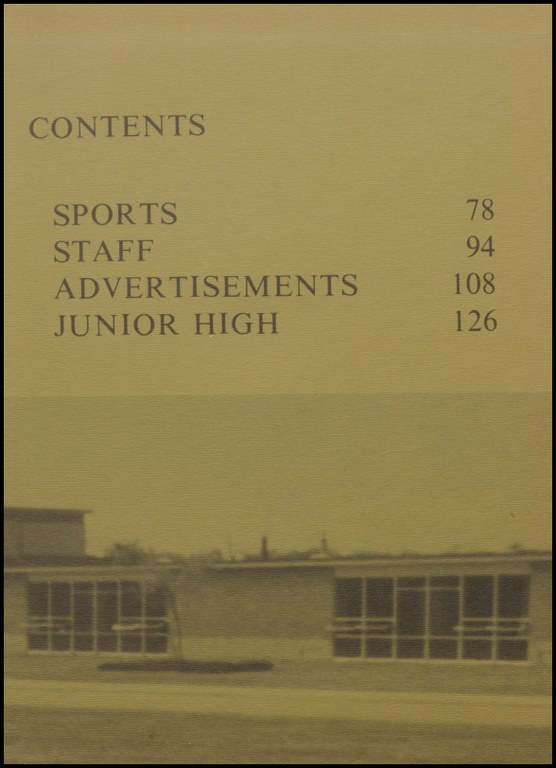 CONTENTS
SPORTS 78
STAFF 94
ADVERTISEMENTS 108
JUNIOR HIGH 126